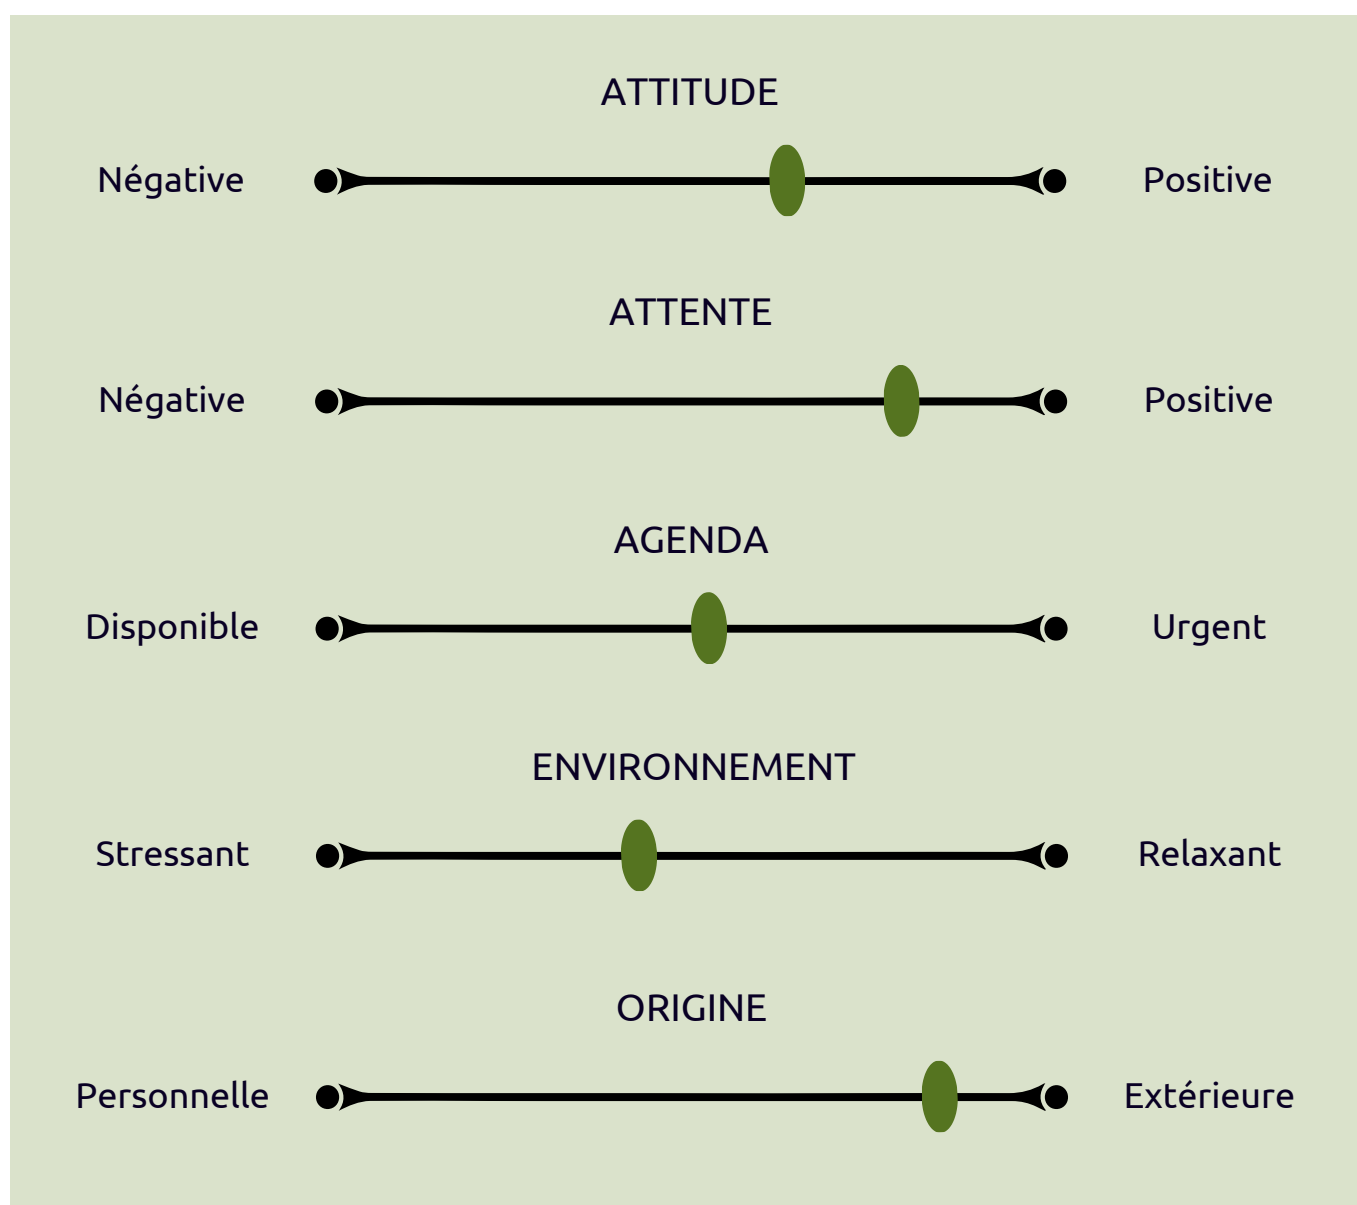 ATTITUDE
Négative Positive
ATTENTE
Négative Positive
AGENDA
Disponible Urgent
ENVIRONNEMENT
Stressant Relaxant
ORIGINE
Personnelle Extérieure